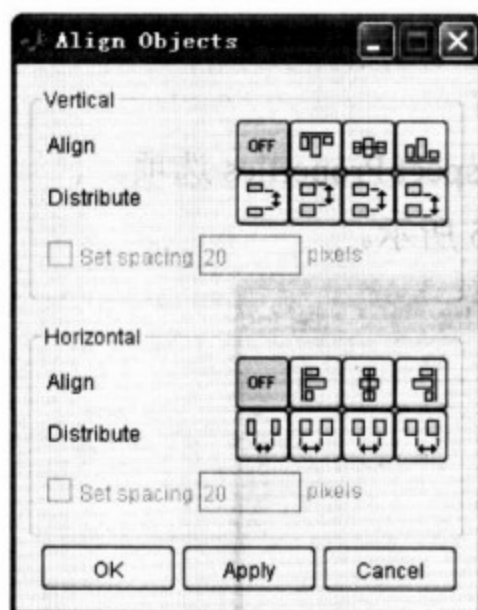 Align Objects
Vertical
Align OFF
Distribute
Set spacing 20 pixels
Horizontal
Align OFF
Distribute
Set spacing 20 pixels
OK Apply Cancel